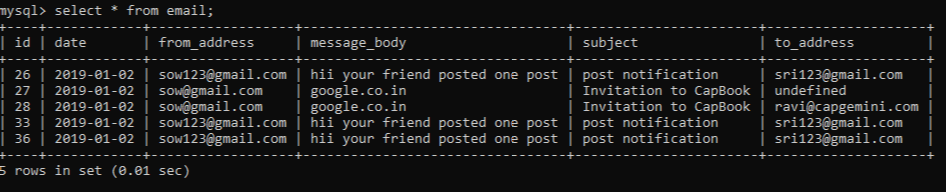 mysql> select * from email;
+----+------------+------------------+--------------------------------+-----------------------+--------------------+
| id | date | from_address | message_body | subject | to_address |
+----+------------+------------------+--------------------------------+-----------------------+--------------------+
| 26 | 2019-01-02 | sow123@gmail.com | hii your friend posted one post | post notification | sri123@gmail.com |
| 27 | 2019-01-02 | sow@gmail.com | google.co.in | Invitation to CapBook | undefined |
| 28 | 2019-01-02 | sow@gmail.com | google.co.in | Invitation to CapBook | ravi@capgemini.com |
| 33 | 2019-01-02 | sow123@gmail.com | hii your friend posted one post | post notification | sri123@gmail.com |
| 36 | 2019-01-02 | sow123@gmail.com | hii your friend posted one post | post notification | sri123@gmail.com |
+----+------------+------------------+--------------------------------+-----------------------+--------------------+
5 rows in set (0.01 sec)